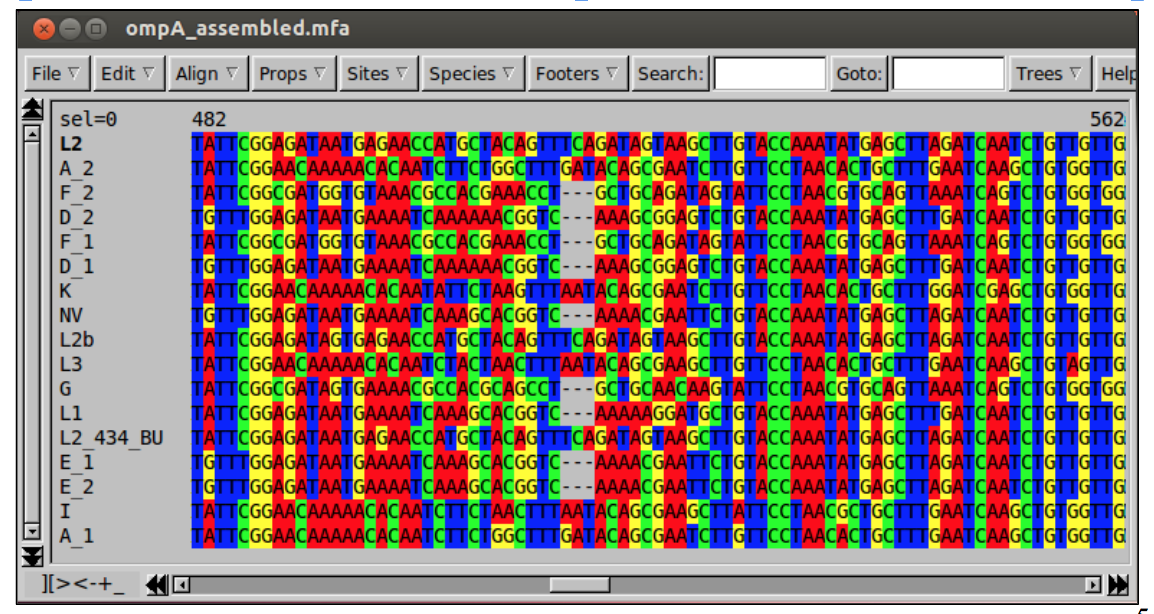 ompA_assembled.mfa
File Edit Align Props Sites Species Footers Search: Goto: Trees Help
sel=0 482 562
L2 TATTCGGAGATAATGAGAACCATGCTACAGTTTCAGATAGTAAGCTTGTACCAAATATGAGCTTAGATCAATCTGTTGTTG
A_2 TATTCGGAACAAAAACACAATCTTCTGGCTTTGATACAGCGAATCTTGTTCCTAACACTGCTTTGAATCAAGCTGTGGTTG
F_2 TATTCGGCGATGGTGTAAACGCCACGAAACCT---GCTGCAGATAGTATTCCTAACGTGCAGTTAAATCAGTCTGTGGTGG
D_2 TGTTTGGAGATAATGAAAATCAAAAAACGGTC---AAAGCGGAGTCTGTACCAAATATGAGCTTTGATCAATCTGTTGTTG
F_1 TATTCGGCGATGGTGTAAACGCCACGAAACCT---GCTGCAGATAGTATTCCTAACGTGCAGTTAAATCAGTCTGTGGTGG
D_1 TGTTTGGAGATAATGAAAATCAAAAAACGGTC---AAAGCGGAGTCTGTACCAAATATGAGCTTTGATCAATCTGTTGTTG
K TATTCGGAACAAAAACACAATATTCTAAGTTTAATACAGCGAATCTTGTTCCTAACACTGCTTTGGATCGAGCTGTGGTTG
NV TGTTTGGAGATAATGAAAATCAAAGCACGGTC---AAAACGAATTCTGTACCAAATATGAGCTTAGATCAATCTGTTGTTG
L2b TATTCGGAGATAGTGAGAACCATGCTACAGTTTCAGATAGTAAGCTTGTACCAAATATGAGCTTAGATCAATCTGTTGTTG
L3 TATTCGGAACAAAAACACAATCTACTAACTTTAATACAGCGAAGCTTGTTCCTAACACTGCTTTGAATCAAGCTGTAGTTG
G TATTCGGCGATAGTGAAAACGCCACGCAGCCT---GCTGCAACAAGTATTCCTAACGTGCAGTTAAATCAGTCTGTGGTGG
L1 TATTCGGAGATAATGAAAATCAAAGCACGGTC---AAAAAGGATGCTGTACCAAATATGAGCTTTGATCAATCTGTTGTTG
L2_434_BU TATTCGGAGATAATGAGAACCATGCTACAGTTTCAGATAGTAAGCTTGTACCAAATATGAGCTTAGATCAATCTGTTGTTG
E_1 TGTTTGGAGATAATGAAAATCAAAGCACGGTC---AAAACGAATTCTGTACCAAATATGAGCTTAGATCAATCTGTTGTTG
E_2 TGTTTGGAGATAATGAAAATCAAAGCACGGTC---AAAACGAATTCTGTACCAAATATGAGCTTAGATCAATCTGTTGTTG
I TATTCGGAACAAAAACACAATCTTCTAACTTTAATACAGCGAAGCTTATTCCTAACGCTGCTTTGAATCAAGCTGTGGTTG
A_1 TATTCGGAACAAAAACACAATCTTCTGGCTTTGATACAGCGAATCTTGTTCCTAACACTGCTTTGAATCAAGCTGTGGTTG
][><-+_